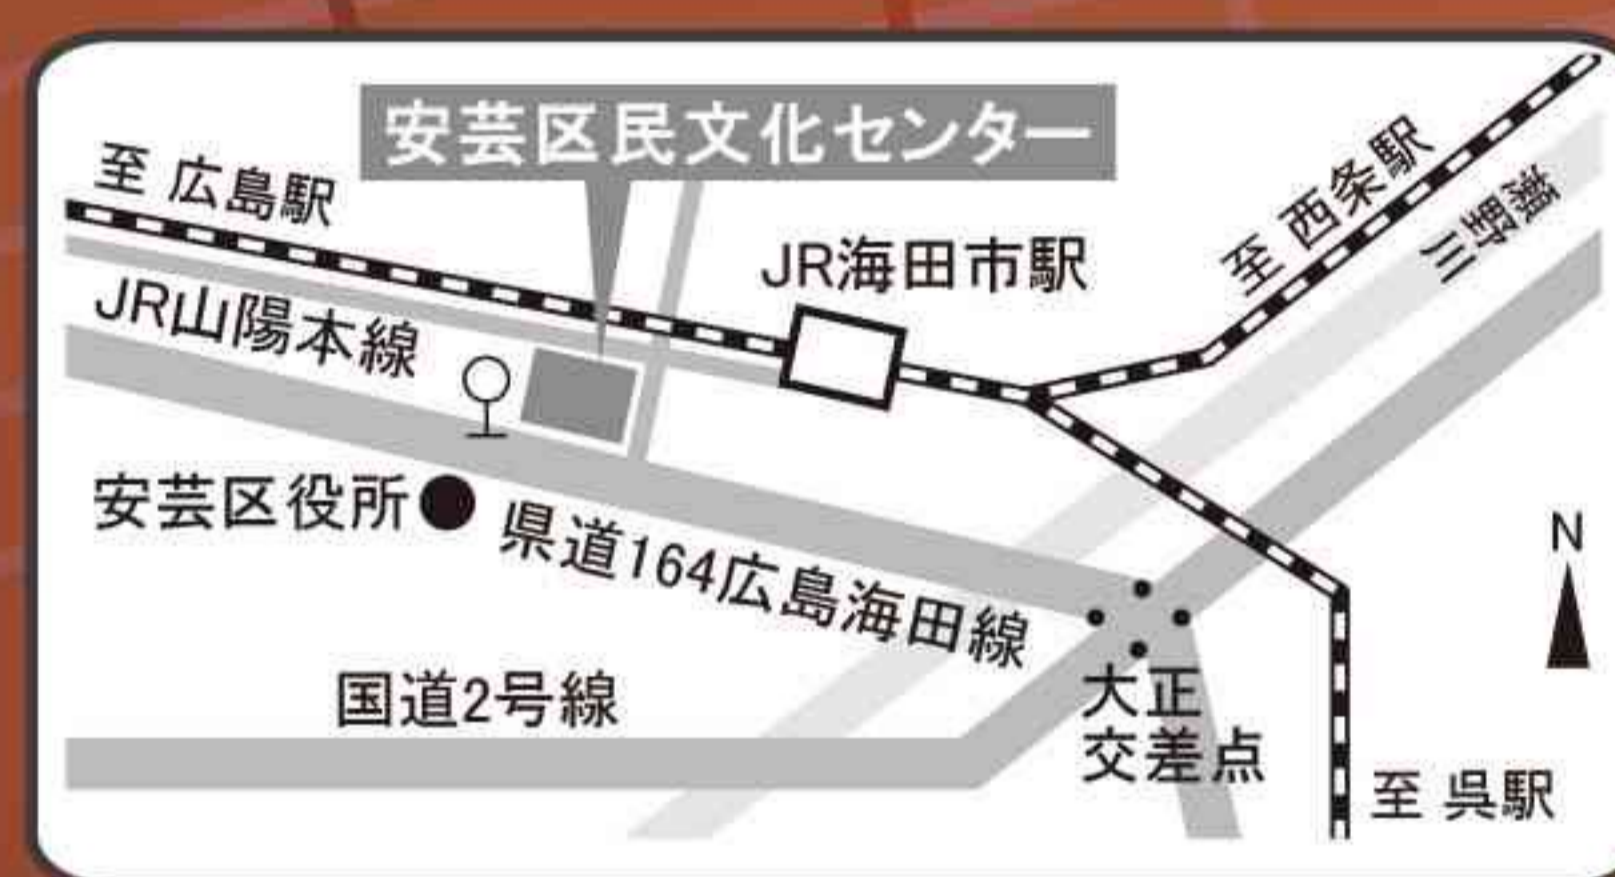 安芸区民文化センター
至 広島駅
至 西条駅
瀬野川
JR海田市駅
JR山陽本線
安芸区役所
県道164広島海田線
N
国道2号線
大正
交差点
至 呉駅